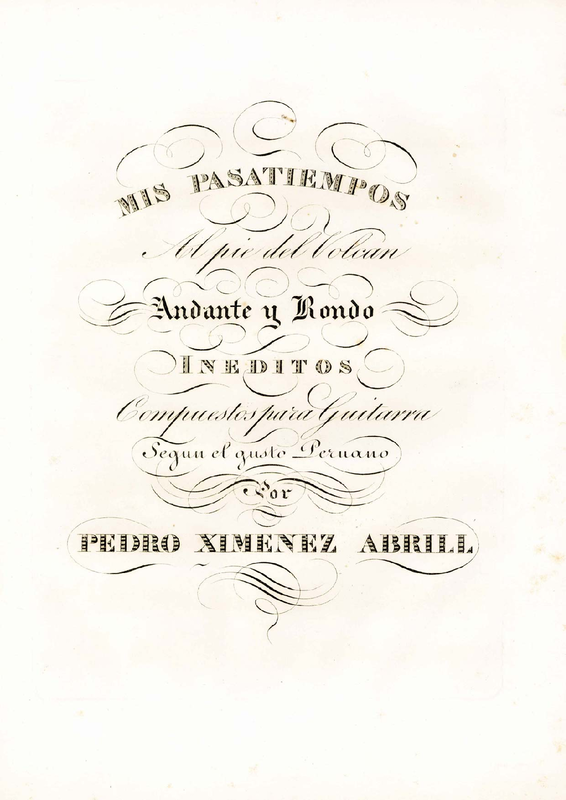 MIS PASATIEMPOS
Al pie del Volcan
Andante y Rondo
INEDITOS
Compuestos para Guitarra
Segun el gusto Peruano
Por
PEDRO XIMENEZ ABRILL